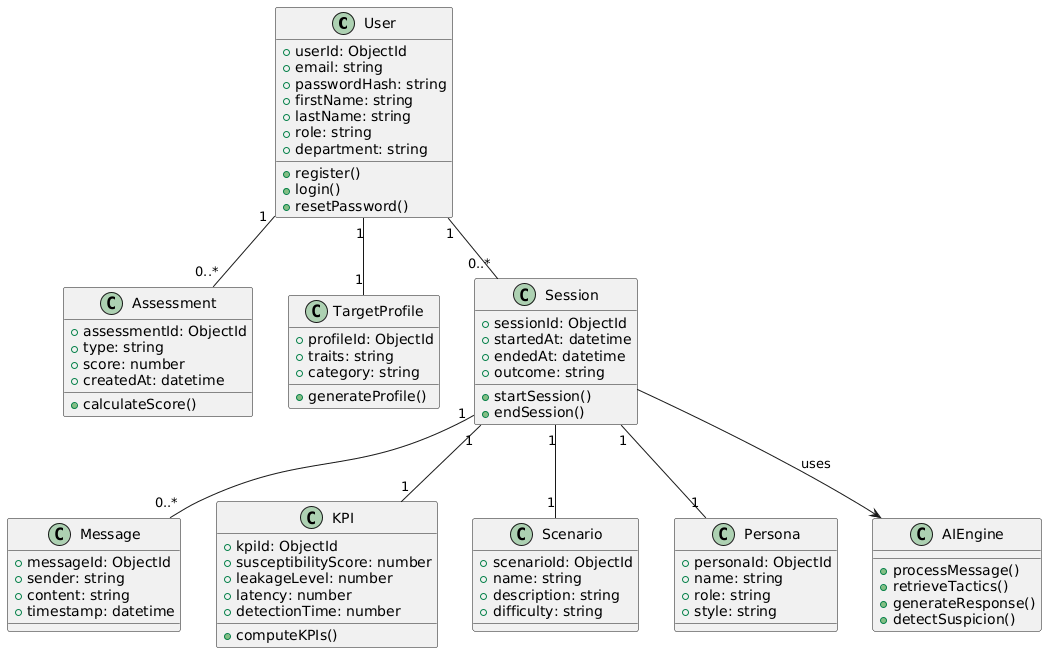 C User
userId: ObjectId
email: string
passwordHash: string
firstName: string
lastName: string
role: string
department: string
register()
login()
resetPassword()
1
1
1
0..*
1
0..*
C Assessment
assessmentId: ObjectId
type: string
score: number
createdAt: datetime
calculateScore()
C TargetProfile
profileId: ObjectId
traits: string
category: string
generateProfile()
C Session
sessionId: ObjectId
startedAt: datetime
endedAt: datetime
outcome: string
startSession()
endSession()
1
1
1
1
uses
0..*
1
1
1
C Message
messageId: ObjectId
sender: string
content: string
timestamp: datetime
C KPI
kpiId: ObjectId
susceptibilityScore: number
leakageLevel: number
latency: number
detectionTime: number
computeKPIs()
C Scenario
scenarioId: ObjectId
name: string
description: string
difficulty: string
C Persona
personaId: ObjectId
name: string
role: string
style: string
C AIEngine
processMessage()
retrieveTactics()
generateResponse()
detectSuspicion()